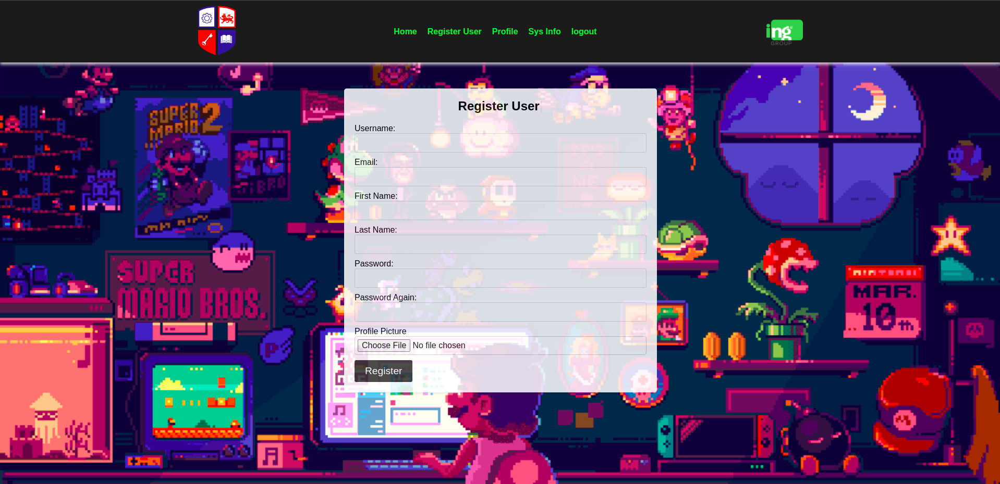 Home Register User Profile Sys Info logout
ing
GROUP
Register User
Username:
Email:
First Name:
Last Name:
Password:
Password Again:
Profile Picture
Choose File No file chosen
Register
SUPER
MARIO 2
BRO
SUPER
MARIO BROS.
P
MAR.
10th